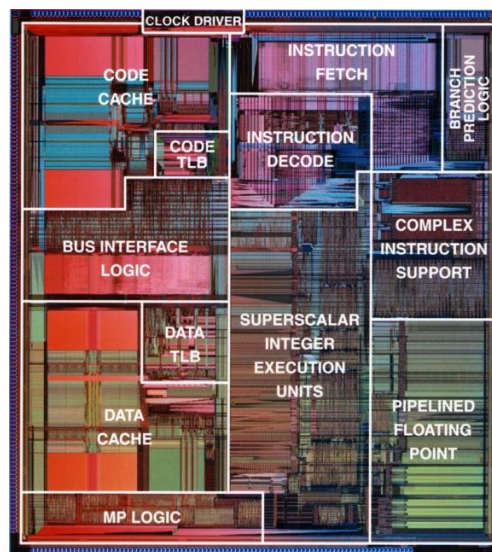 CLOCK DRIVER
CODE
CACHE
INSTRUCTION
FETCH
BRANCH
PREDICTION
LOGIC
CODE
TLB
INSTRUCTION
DECODE
BUS INTERFACE
LOGIC
COMPLEX
INSTRUCTION
SUPPORT
DATA
TLB
SUPERSCALAR
INTEGER
EXECUTION
UNITS
DATA
CACHE
PIPELINED
FLOATING
POINT
MP LOGIC